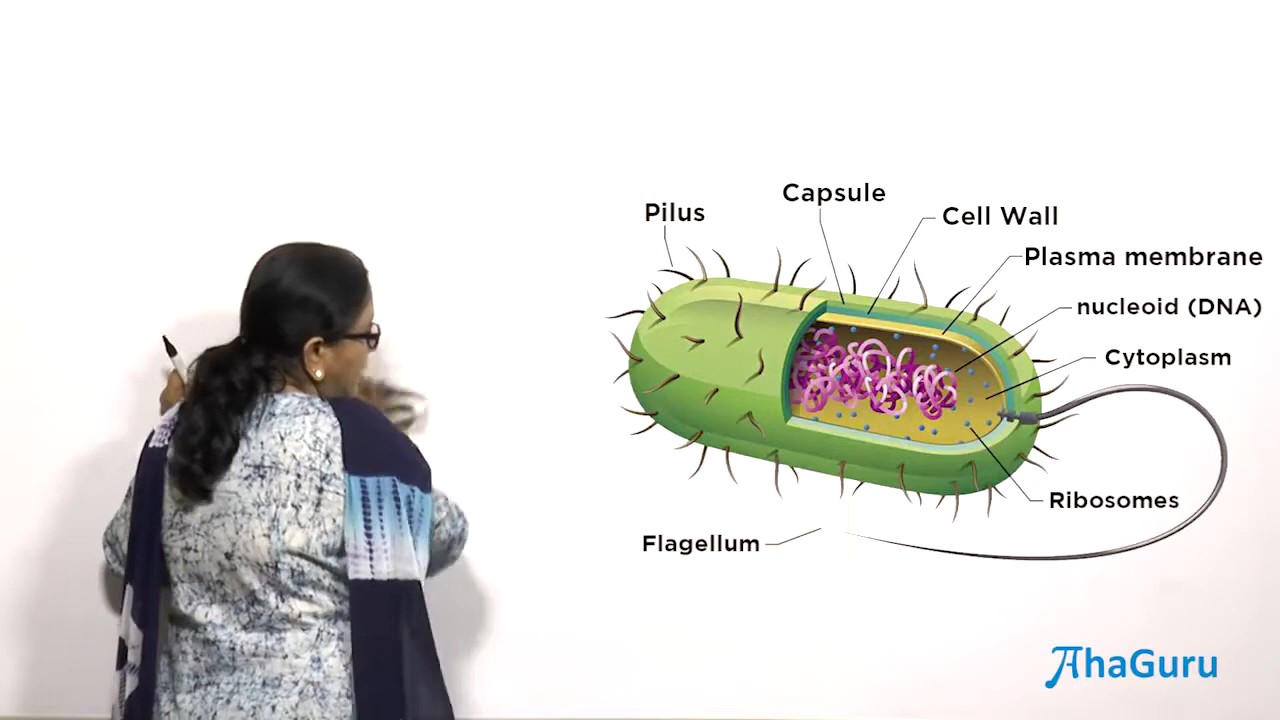 Capsule
Pilus
Cell Wall
Plasma membrane
nucleoid (DNA)
Cytoplasm
Ribosomes
Flagellum
AhaGuru